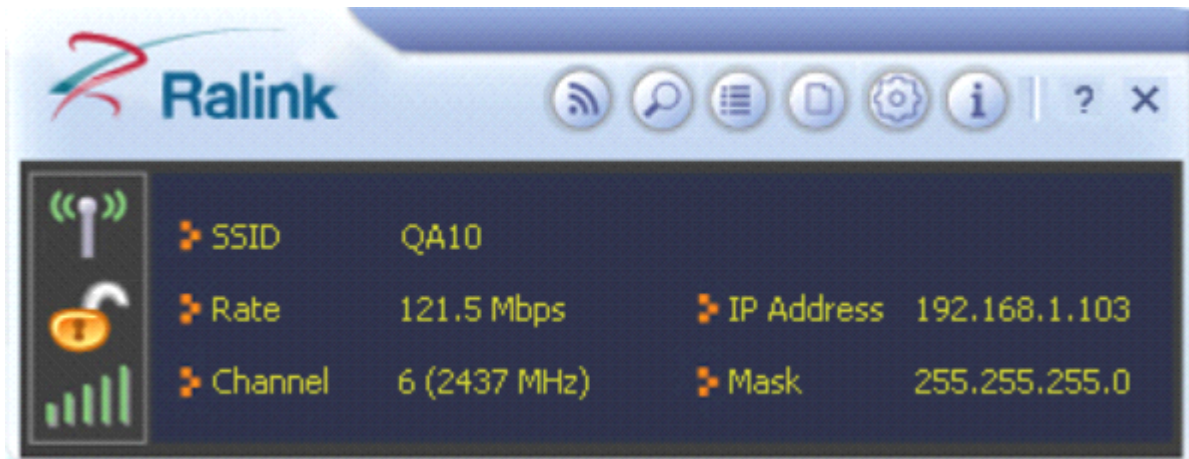 Ralink
? ×
SSID QA10
Rate 121.5 Mbps IP Address 192.168.1.103
Channel 6 (2437 MHz) Mask 255.255.255.0